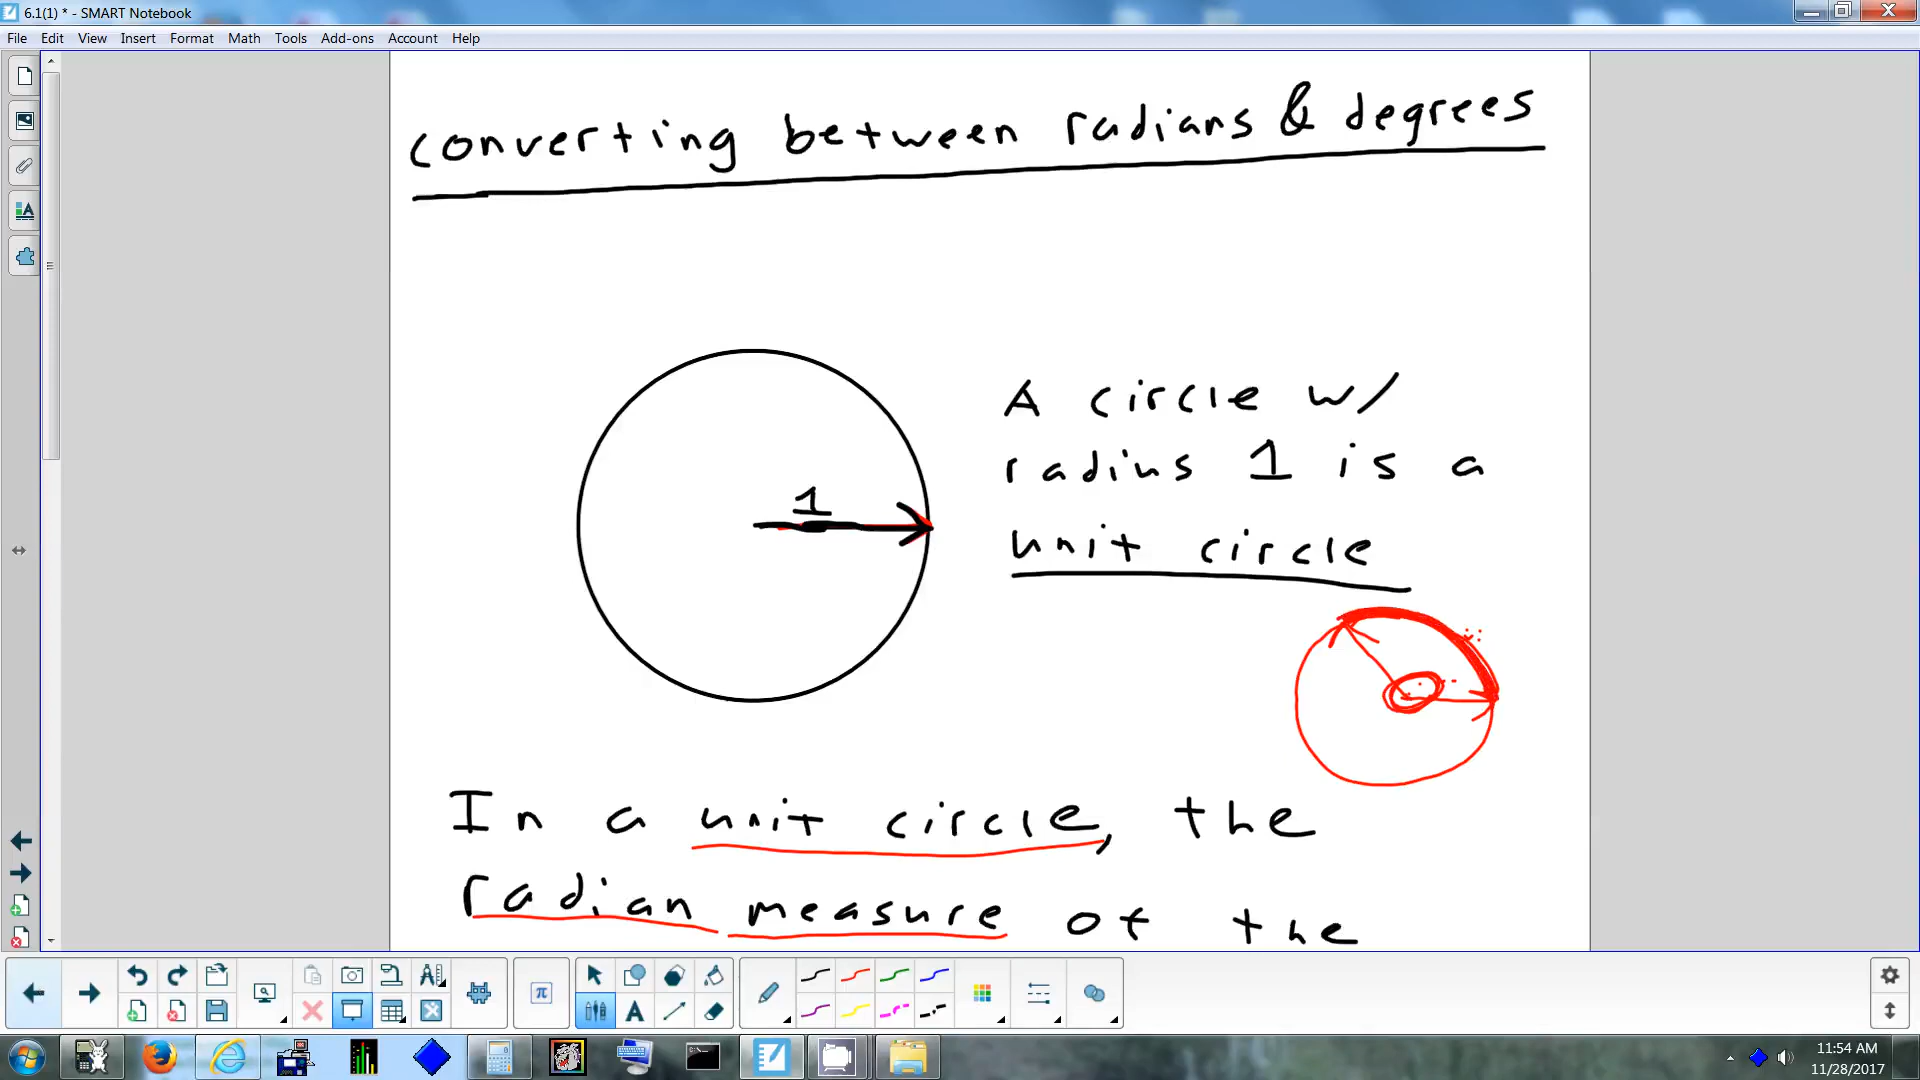 6.1(1) * - SMART Notebook
File Edit View Insert Format Math Tools Add-ons Account Help
converting between radians & degrees
1
A circle w/
radius 1 is a
unit circle
In a unit circle, the
radian measure of the
11:54 AM
11/28/2017